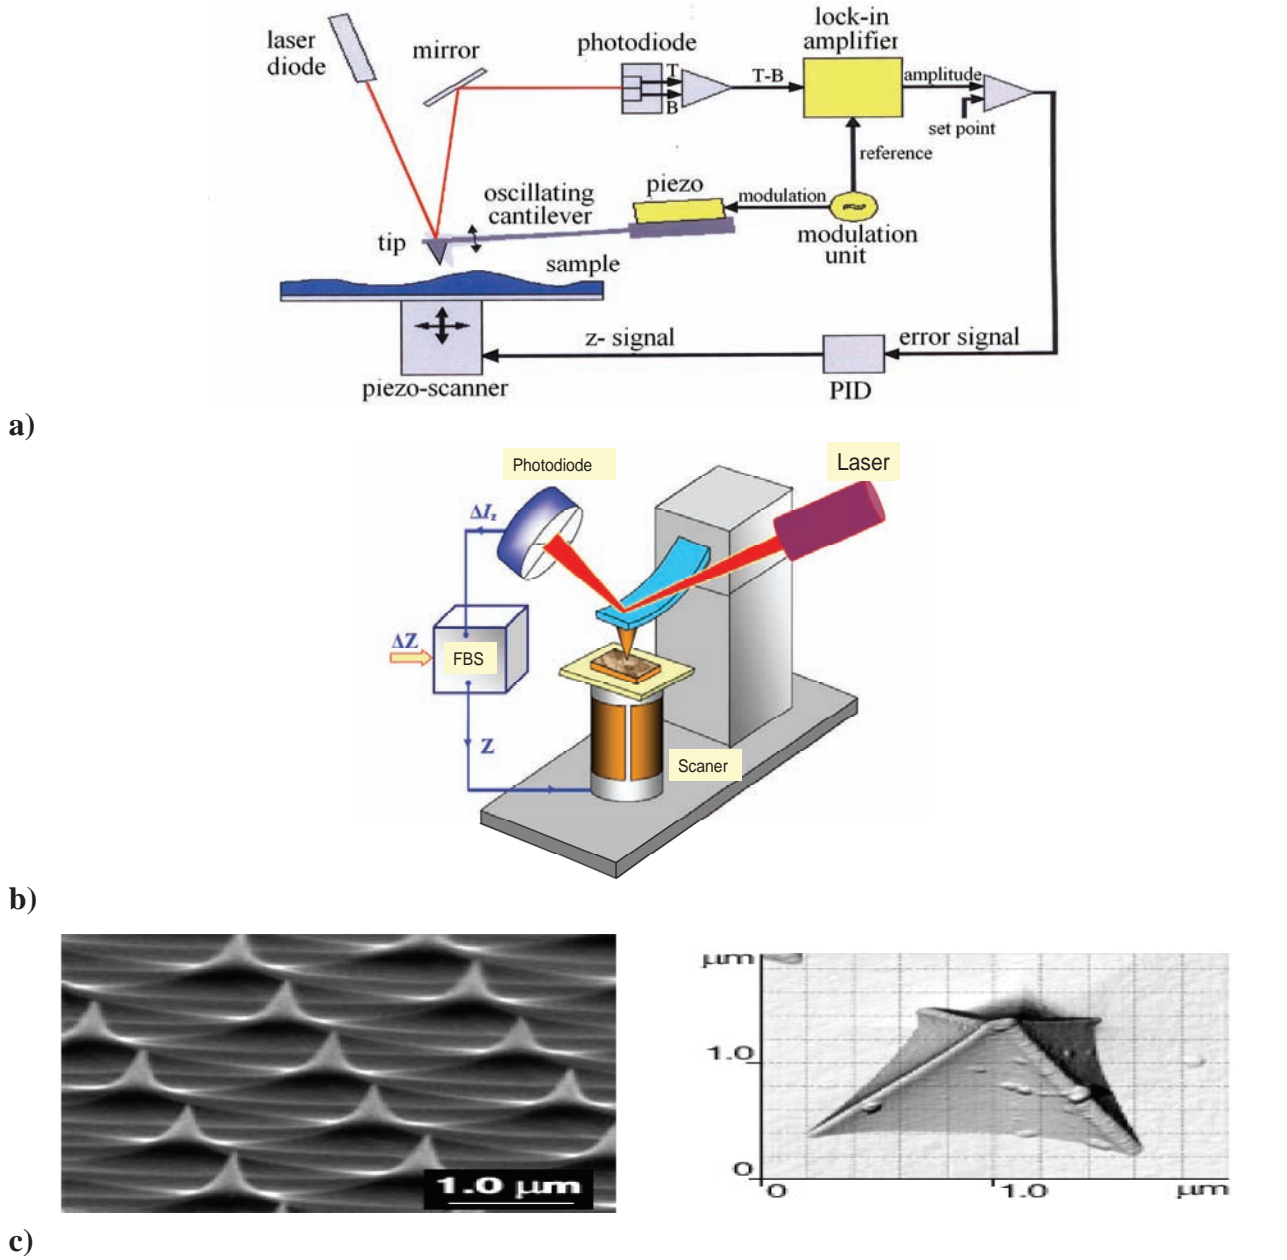 laser
diode
mirror
photodiode
T
B
T-B
lock-in
amplifier
amplitude
set point
reference
oscillating
cantilever
piezo
modulation
modulation
unit
tip
sample
z- signal
error signal
piezo-scanner
PID
a)
Photodiode
Laser
ΔIz
ΔZ
FBS
Z
Scaner
b)
1.0 µm
µm
1.0
0
0
1.0
µm
c)